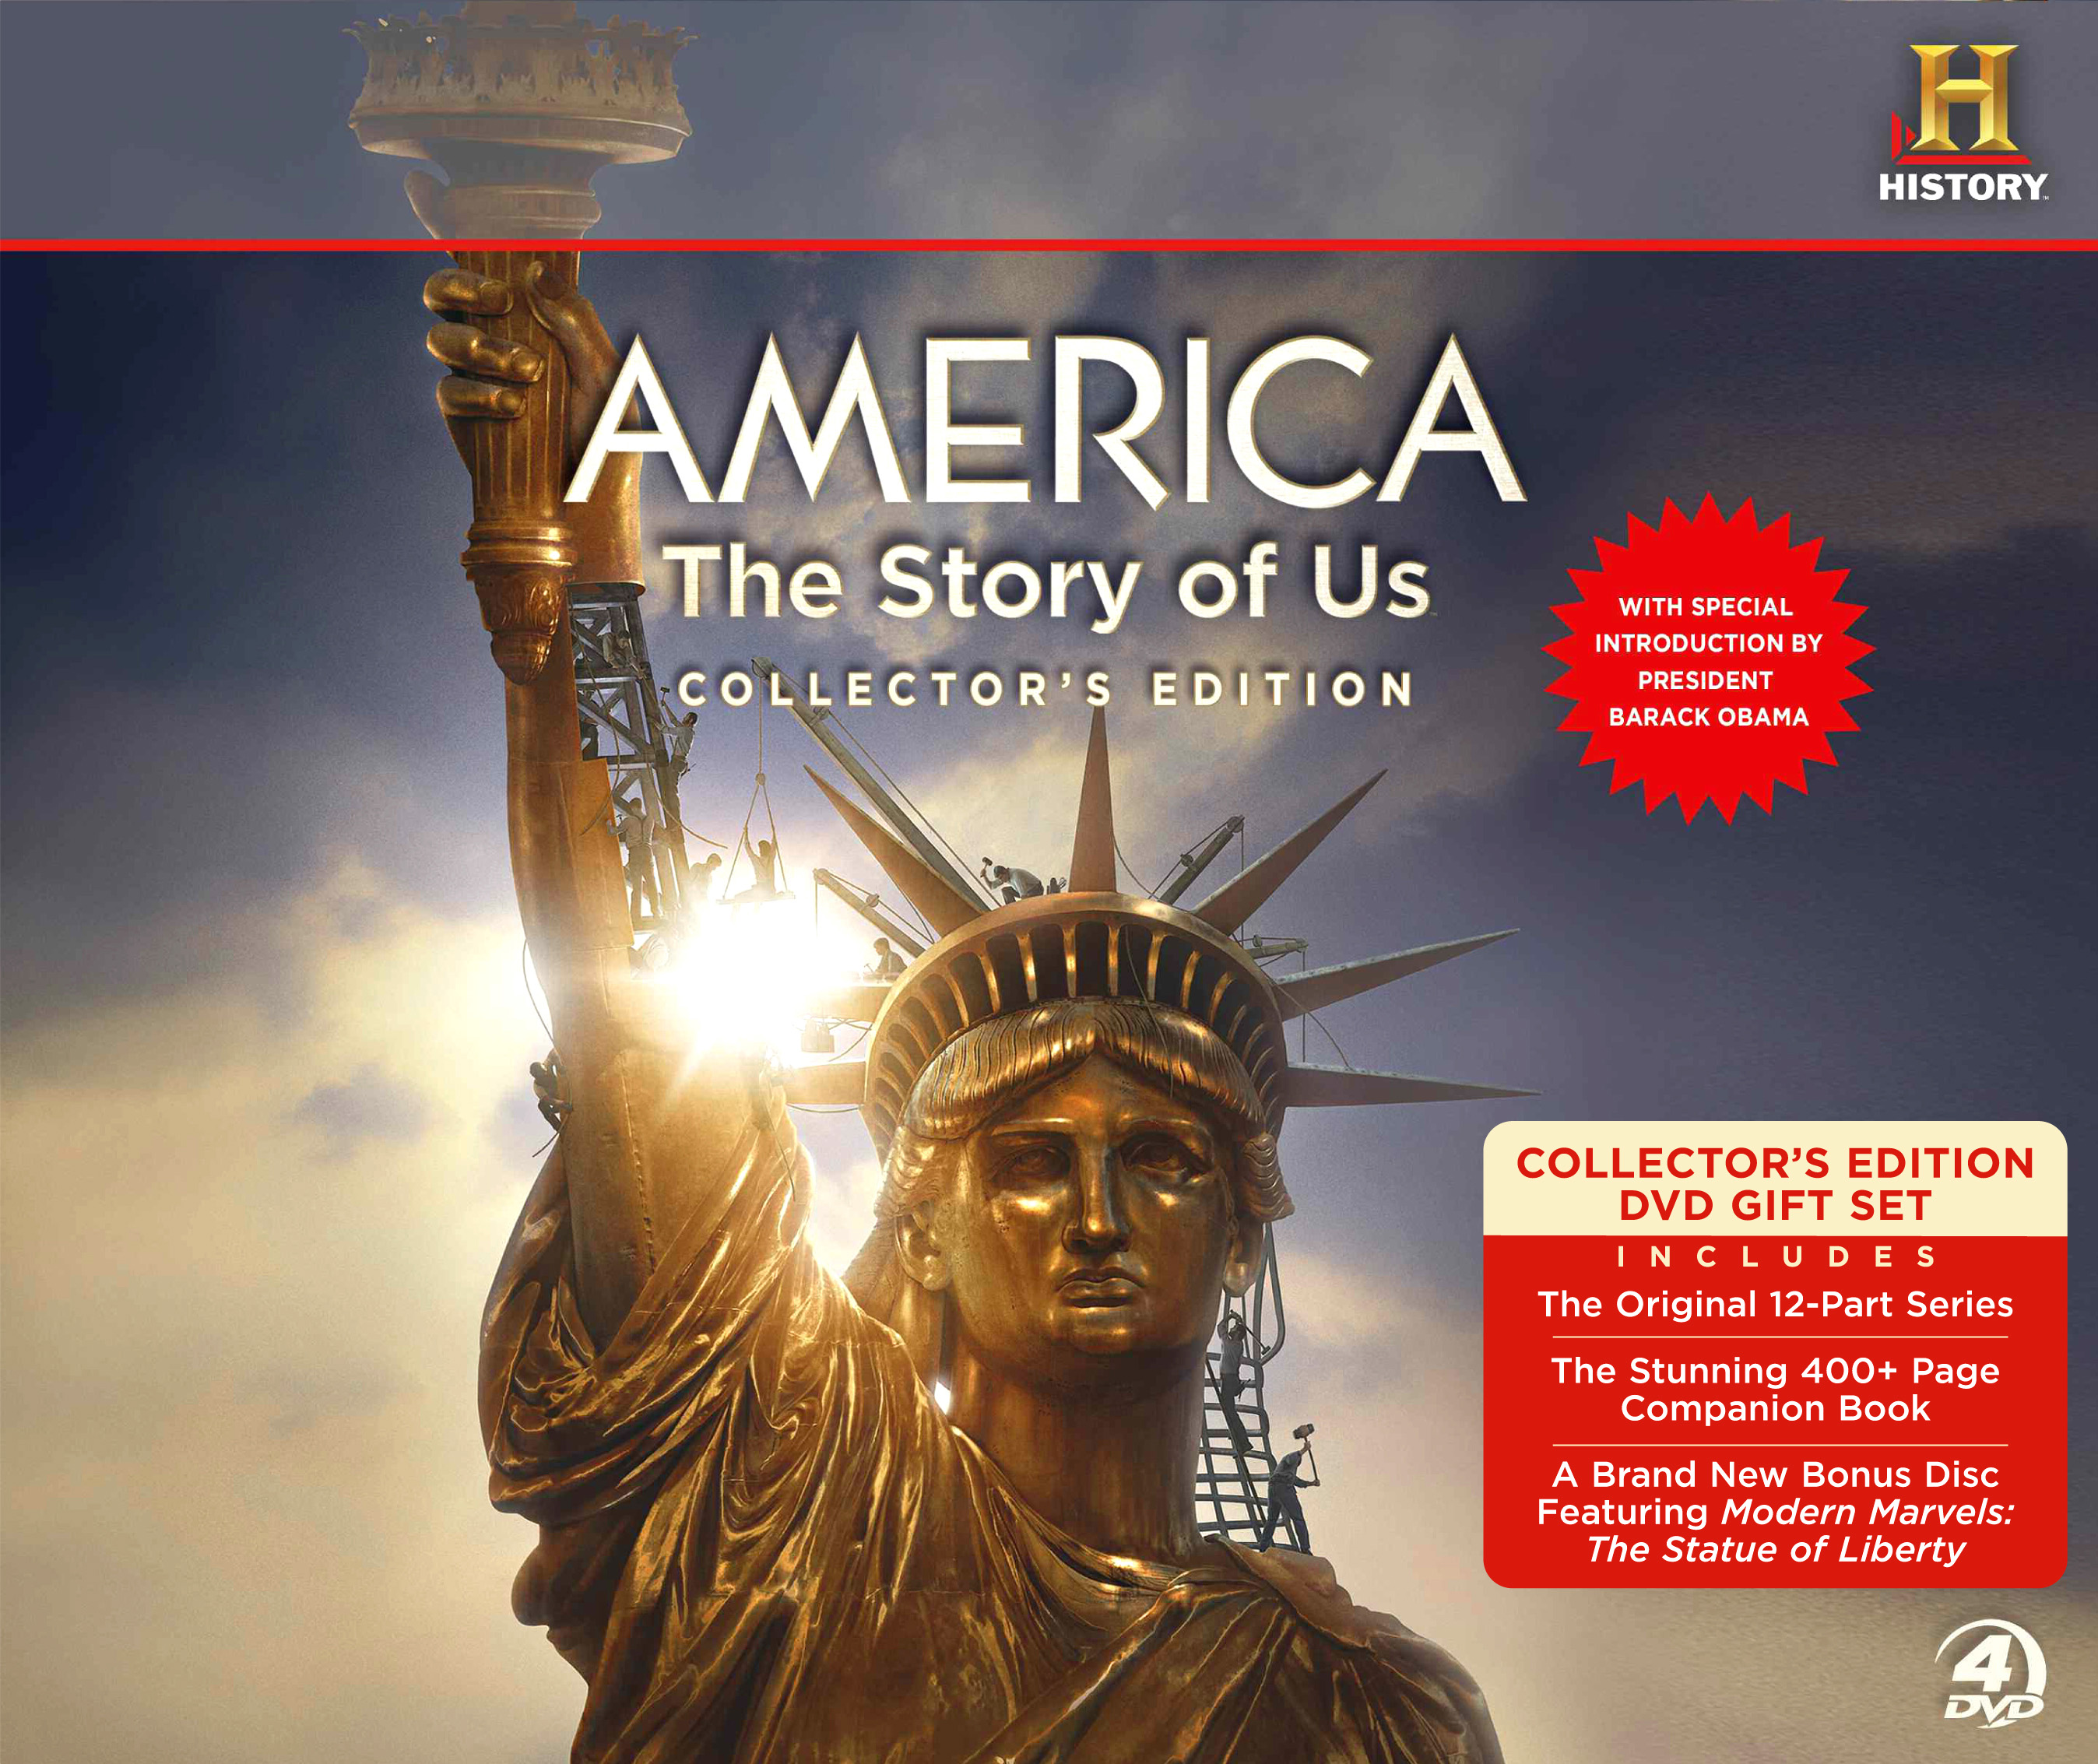 H
HISTORY™
AMERICA
The Story of Us™
COLLECTOR'S EDITION
WITH SPECIAL
INTRODUCTION BY
PRESIDENT
BARACK OBAMA
COLLECTOR'S EDITION
DVD GIFT SET
INCLUDES
The Original 12-Part Series
The Stunning 400+ Page
Companion Book
A Brand New Bonus Disc
Featuring Modern Marvels:
The Statue of Liberty
4
DVD